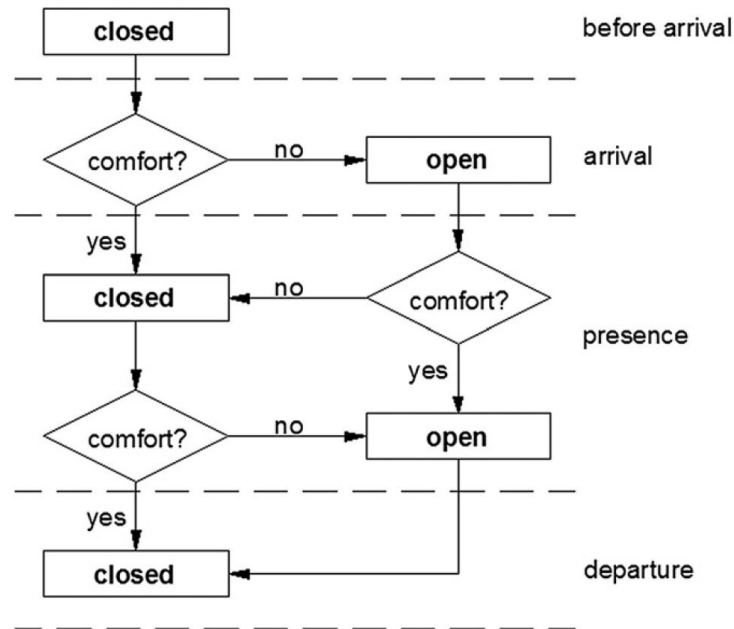 closed
before arrival
comfort?
no
open
arrival
yes
closed
no
comfort?
presence
yes
comfort?
no
open
yes
closed
departure